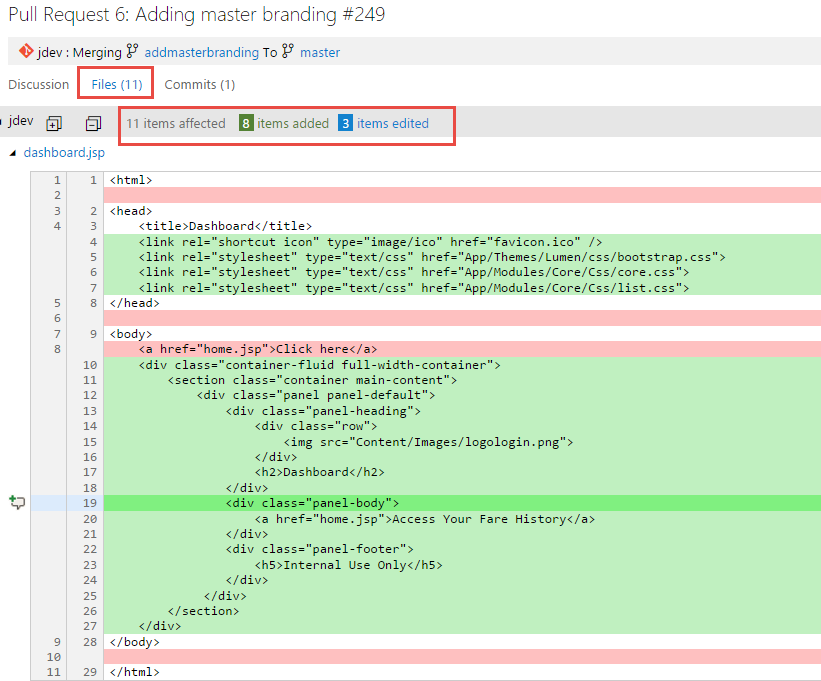 Pull Request 6: Adding master branding #249
jdev : Merging addmasterbranding To master
Discussion Files (11) Commits (1)
jdev 11 items affected 8 items added 3 items edited
dashboard.jsp
1 1 <html>
2
3 2 <head>
4 3 <title>Dashboard</title>
4 <link rel="shortcut icon" type="image/ico" href="favicon.ico" />
5 <link rel="stylesheet" type="text/css" href="App/Themes/Lumen/css/bootstrap.css">
6 <link rel="stylesheet" type="text/css" href="App/Modules/Core/Css/core.css">
7 <link rel="stylesheet" type="text/css" href="App/Modules/Core/Css/list.css">
5 8 </head>
6
7 9 <body>
8 <a href="home.jsp">Click here</a>
10 <div class="container-fluid full-width-container">
11 <section class="container main-content">
12 <div class="panel panel-default">
13 <div class="panel-heading">
14 <div class="row">
15 <img src="Content/Images/logologin.png">
16 </div>
17 <h2>Dashboard</h2>
18 </div>
19 <div class="panel-body">
20 <a href="home.jsp">Access Your Fare History</a>
21 </div>
22 <div class="panel-footer">
23 <h5>Internal Use Only</h5>
24 </div>
25 </div>
26 </section>
27 </div>
9 28 </body>
10
11 29 </html>